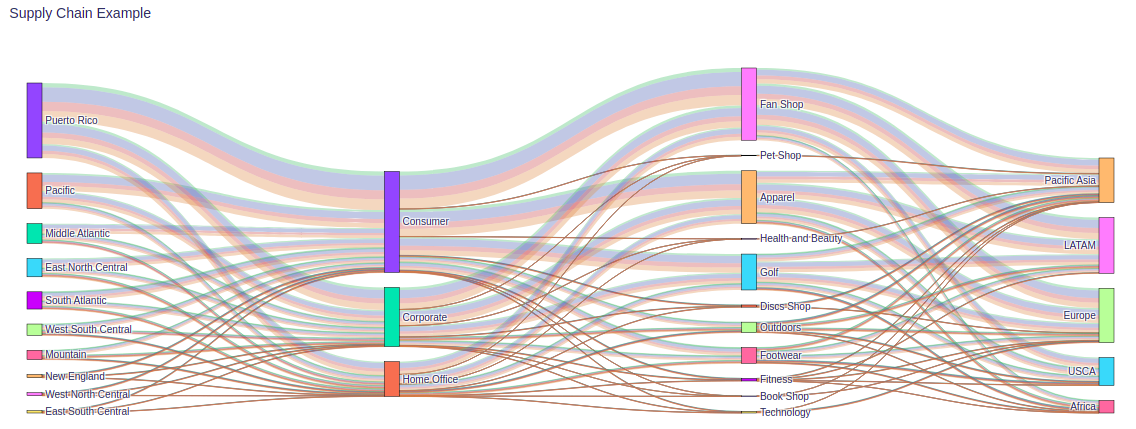 Supply Chain Example
Puerto Rico
Pacific
Middle Atlantic
East North Central
South Atlantic
West South Central
Mountain
New England
West North Central
East South Central
Consumer
Corporate
Home Office
Fan Shop
Pet Shop
Apparel
Health and Beauty
Golf
Discs Shop
Outdoors
Footwear
Fitness
Book Shop
Technology
Pacific Asia
LATAM
Europe
USCA
Africa